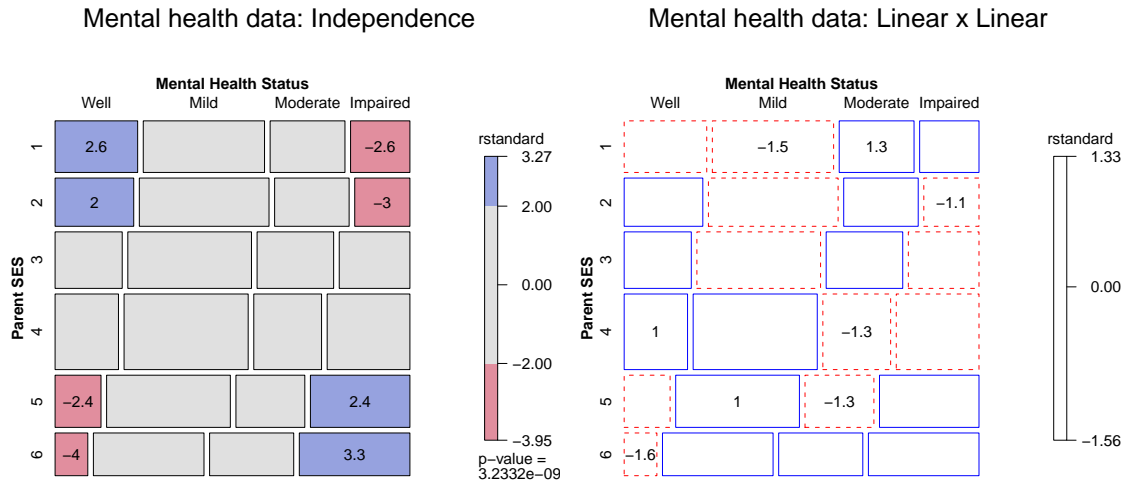 Mental health data: Independence
Mental Health Status
Well Mild Moderate Impaired
Parent SES
1 2.6 −2.6
2 2 −3
3
4
5 −2.4 2.4
6 −4 3.3
rstandard
3.27
2.00
0.00
−2.00
−3.95
p−value =
3.2332e−09
Mental health data: Linear x Linear
Mental Health Status
Well Mild Moderate Impaired
Parent SES
1 −1.5 1.3
2 −1.1
3
4 1 −1.3
5 1 −1.3
6 −1.6
rstandard
1.33
0.00
−1.56